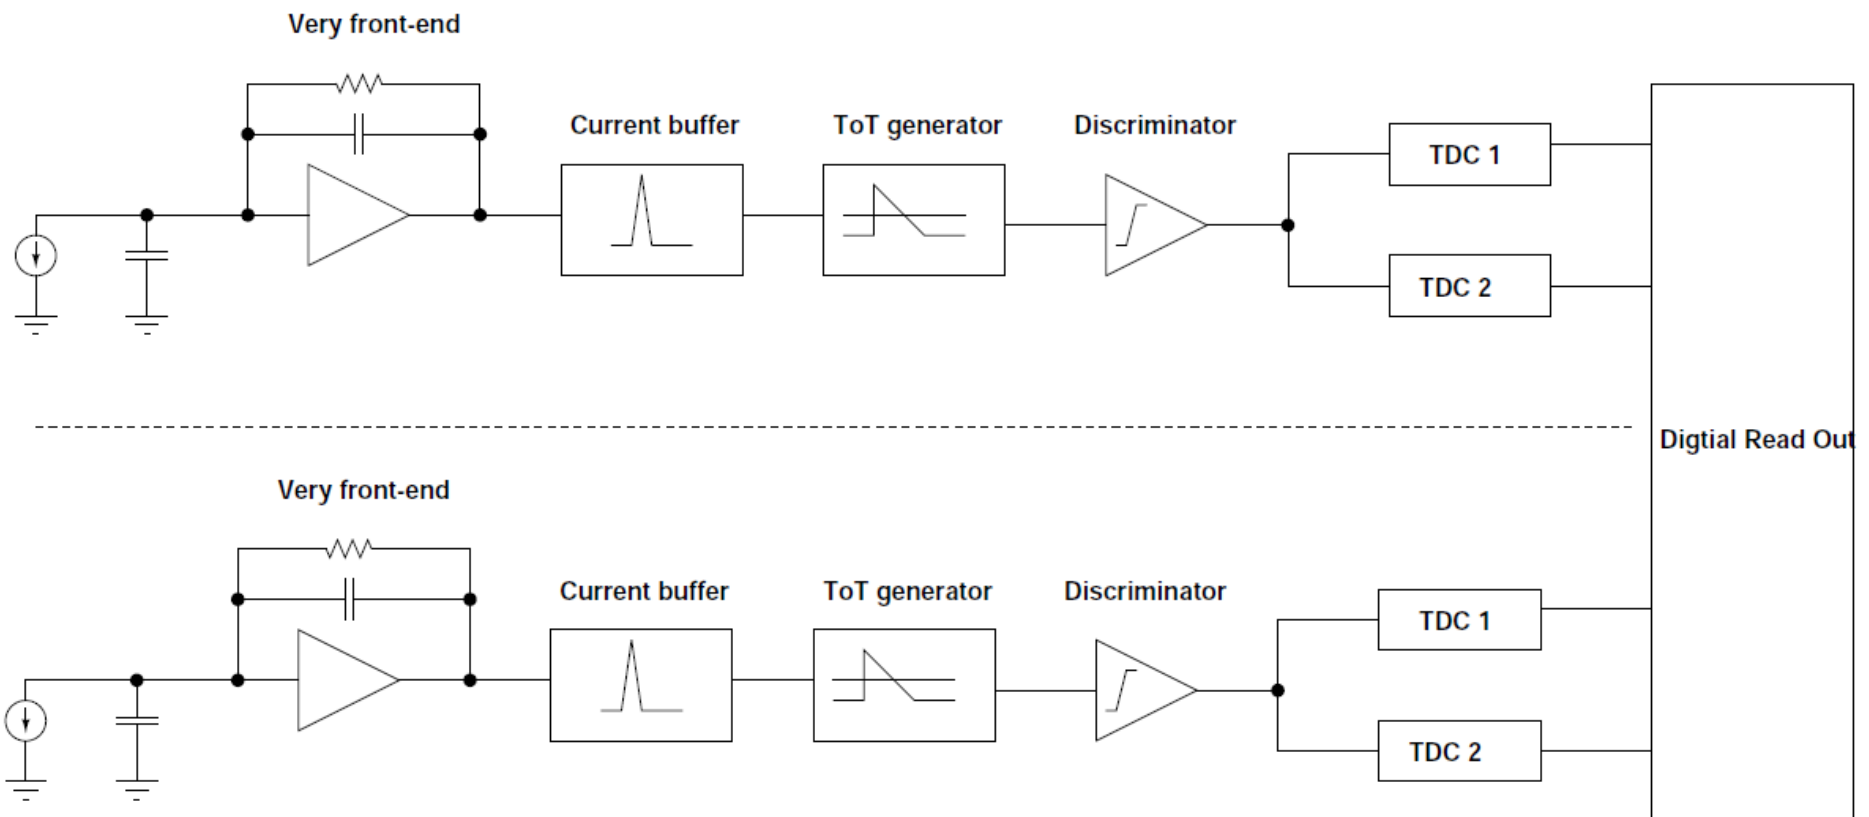 Very front-end
Current buffer
ToT generator
Discriminator
TDC 1
TDC 2
Digtial Read Out
Very front-end
Current buffer
ToT generator
Discriminator
TDC 1
TDC 2